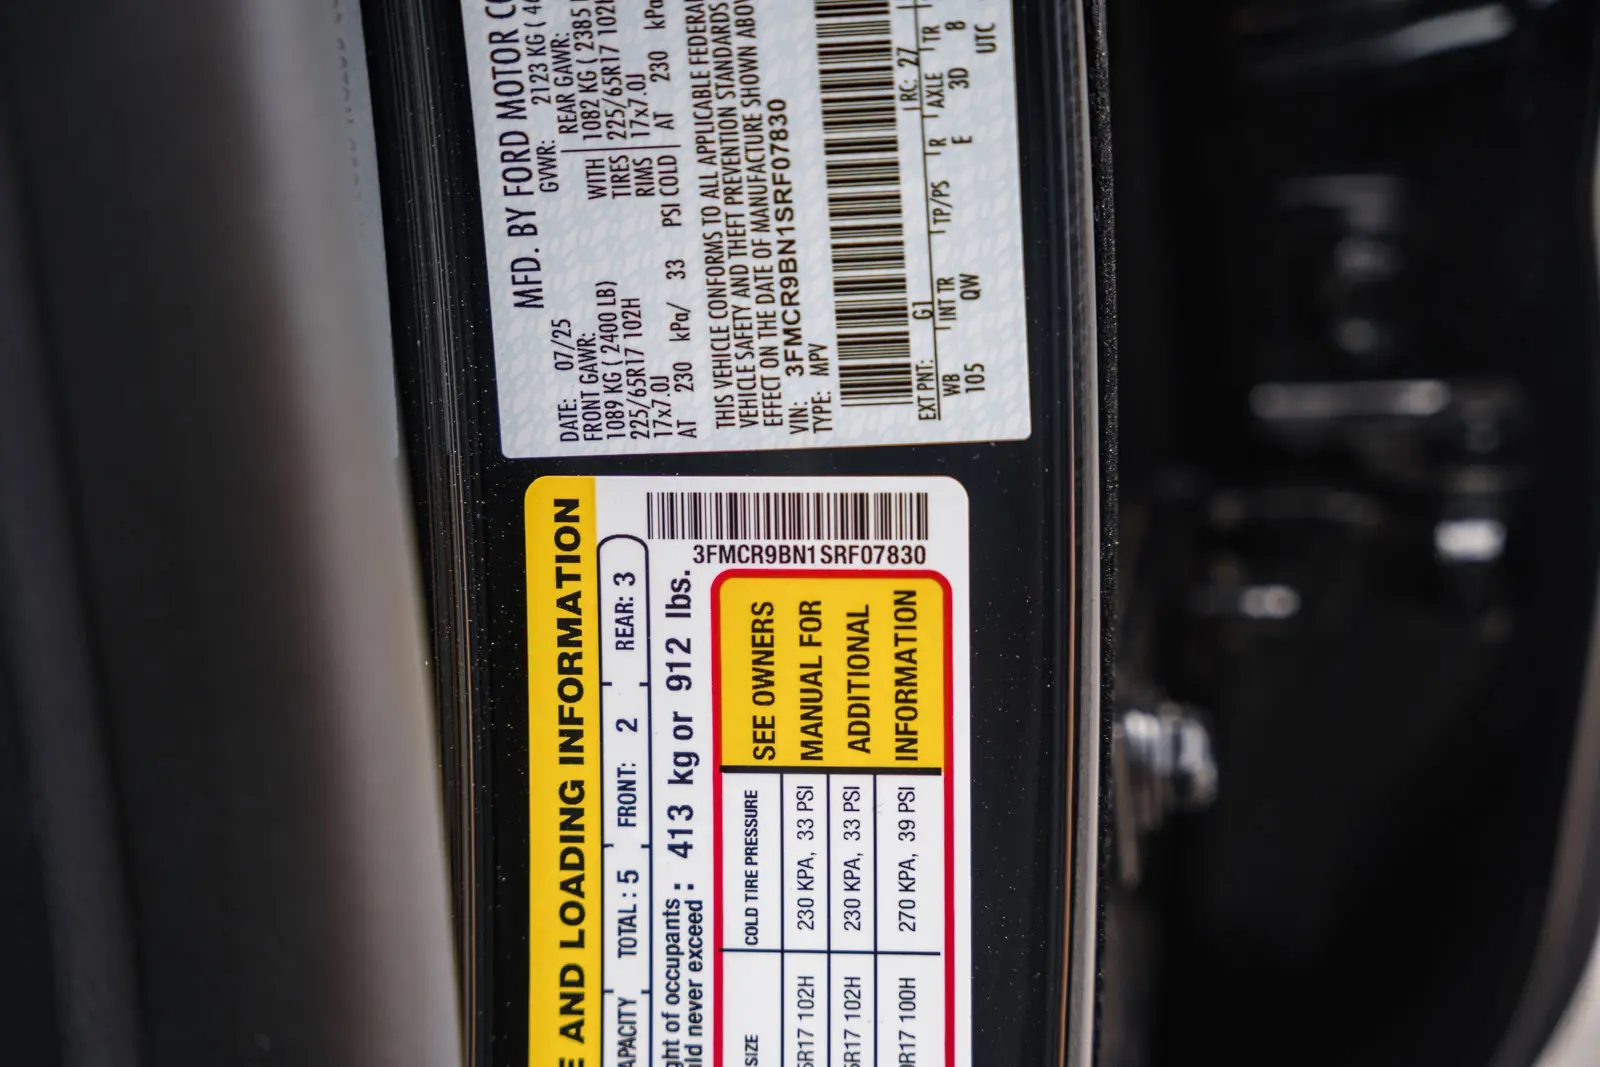 MFD. BY FORD MOTOR
DATE: 07/25 GVWR: 2123 KG
FRONT GAWR: REAR GAWR:
1089 KG ( 2400 LB) WITH 1082 KG ( 2385
225/65R17 102H TIRES 225/65R17 102H
17x7.0J RIMS 17x7.0J
AT 230 kPa/ 33 PSI COLD AT 230 kPa
THIS VEHICLE CONFORMS TO ALL APPLICABLE FEDERAL
VEHICLE SAFETY AND THEFT PREVENTION STANDARDS
EFFECT ON THE DATE OF MANUFACTURE SHOWN ABOVE
VIN: 3FMCR9BN1SRF07830
TYPE: MPV
EXT PNT: G1 RC: 27
WB INT TR TP/PS R AXLE TR
105 QW E 3D 8
UTC
E AND LOADING INFORMATION
APACITY TOTAL : 5 FRONT: 2 REAR: 3
ght of occupants : 413 kg or 912 lbs.
ld never exceed
3FMCR9BN1SRF07830
SIZE COLD TIRE PRESSURE
5R17 102H 230 KPA, 33 PSI
5R17 102H 230 KPA, 33 PSI
R17 100H 270 KPA, 39 PSI
SEE OWNERS
MANUAL FOR
ADDITIONAL
INFORMATION